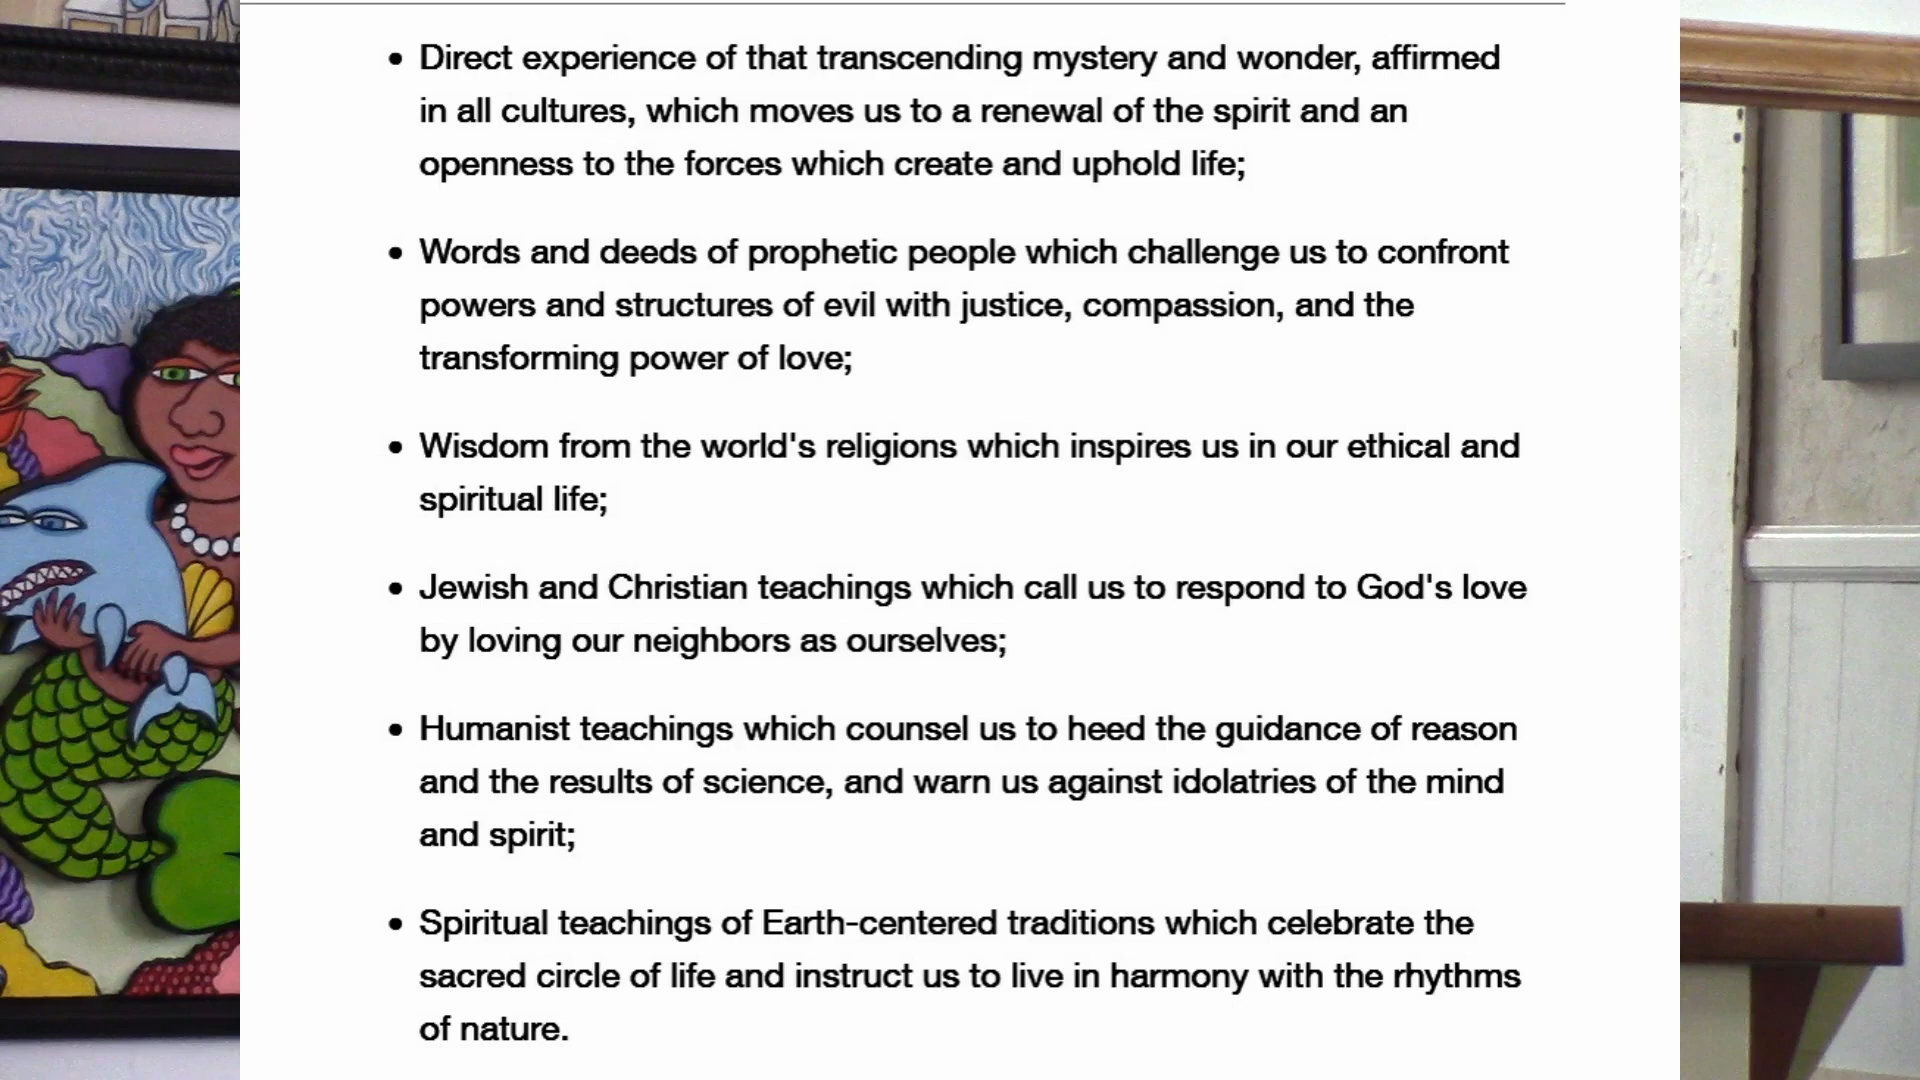 • Direct experience of that transcending mystery and wonder, affirmed
in all cultures, which moves us to a renewal of the spirit and an
openness to the forces which create and uphold life;
• Words and deeds of prophetic people which challenge us to confront
powers and structures of evil with justice, compassion, and the
transforming power of love;
• Wisdom from the world's religions which inspires us in our ethical and
spiritual life;
• Jewish and Christian teachings which call us to respond to God's love
by loving our neighbors as ourselves;
• Humanist teachings which counsel us to heed the guidance of reason
and the results of science, and warn us against idolatries of the mind
and spirit;
• Spiritual teachings of Earth-centered traditions which celebrate the
sacred circle of life and instruct us to live in harmony with the rhythms
of nature.